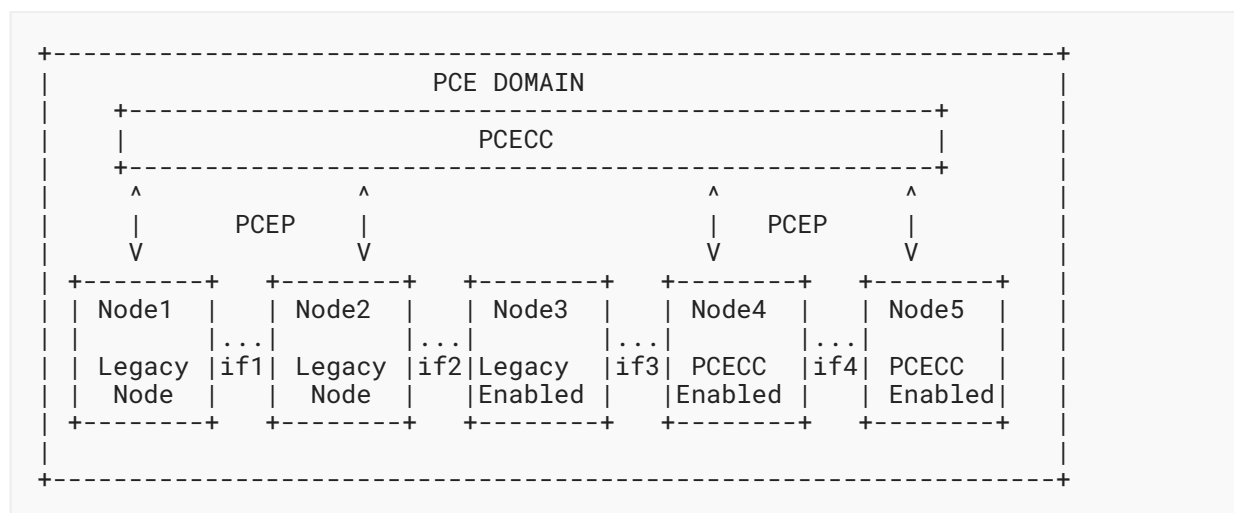 +------------------------------------------------------------------+
|                         PCE DOMAIN                               |
|    +-----------------------------------------------------+       |
|    |                       PCECC                         |       |
|    +-----------------------------------------------------+       |
|     ^              ^                      ^            ^         |
|     |      PCEP    |                      |   PCEP     |         |
|     V              V                      V            V         |
| +--------+   +--------+   +--------+   +--------+   +--------+   |
| | Node1  |   | Node2  |   | Node3  |   | Node4  |   | Node5  |   |
| |        |...|        |...|        |...|        |...|        |   |
| | Legacy |if1| Legacy |if2|Legacy  |if3| PCECC  |if4| PCECC  |   |
| |  Node  |   |  Node  |   |Enabled |   |Enabled |   | Enabled|   |
| +--------+   +--------+   +--------+   +--------+   +--------+   |
|                                                                  |
+------------------------------------------------------------------+